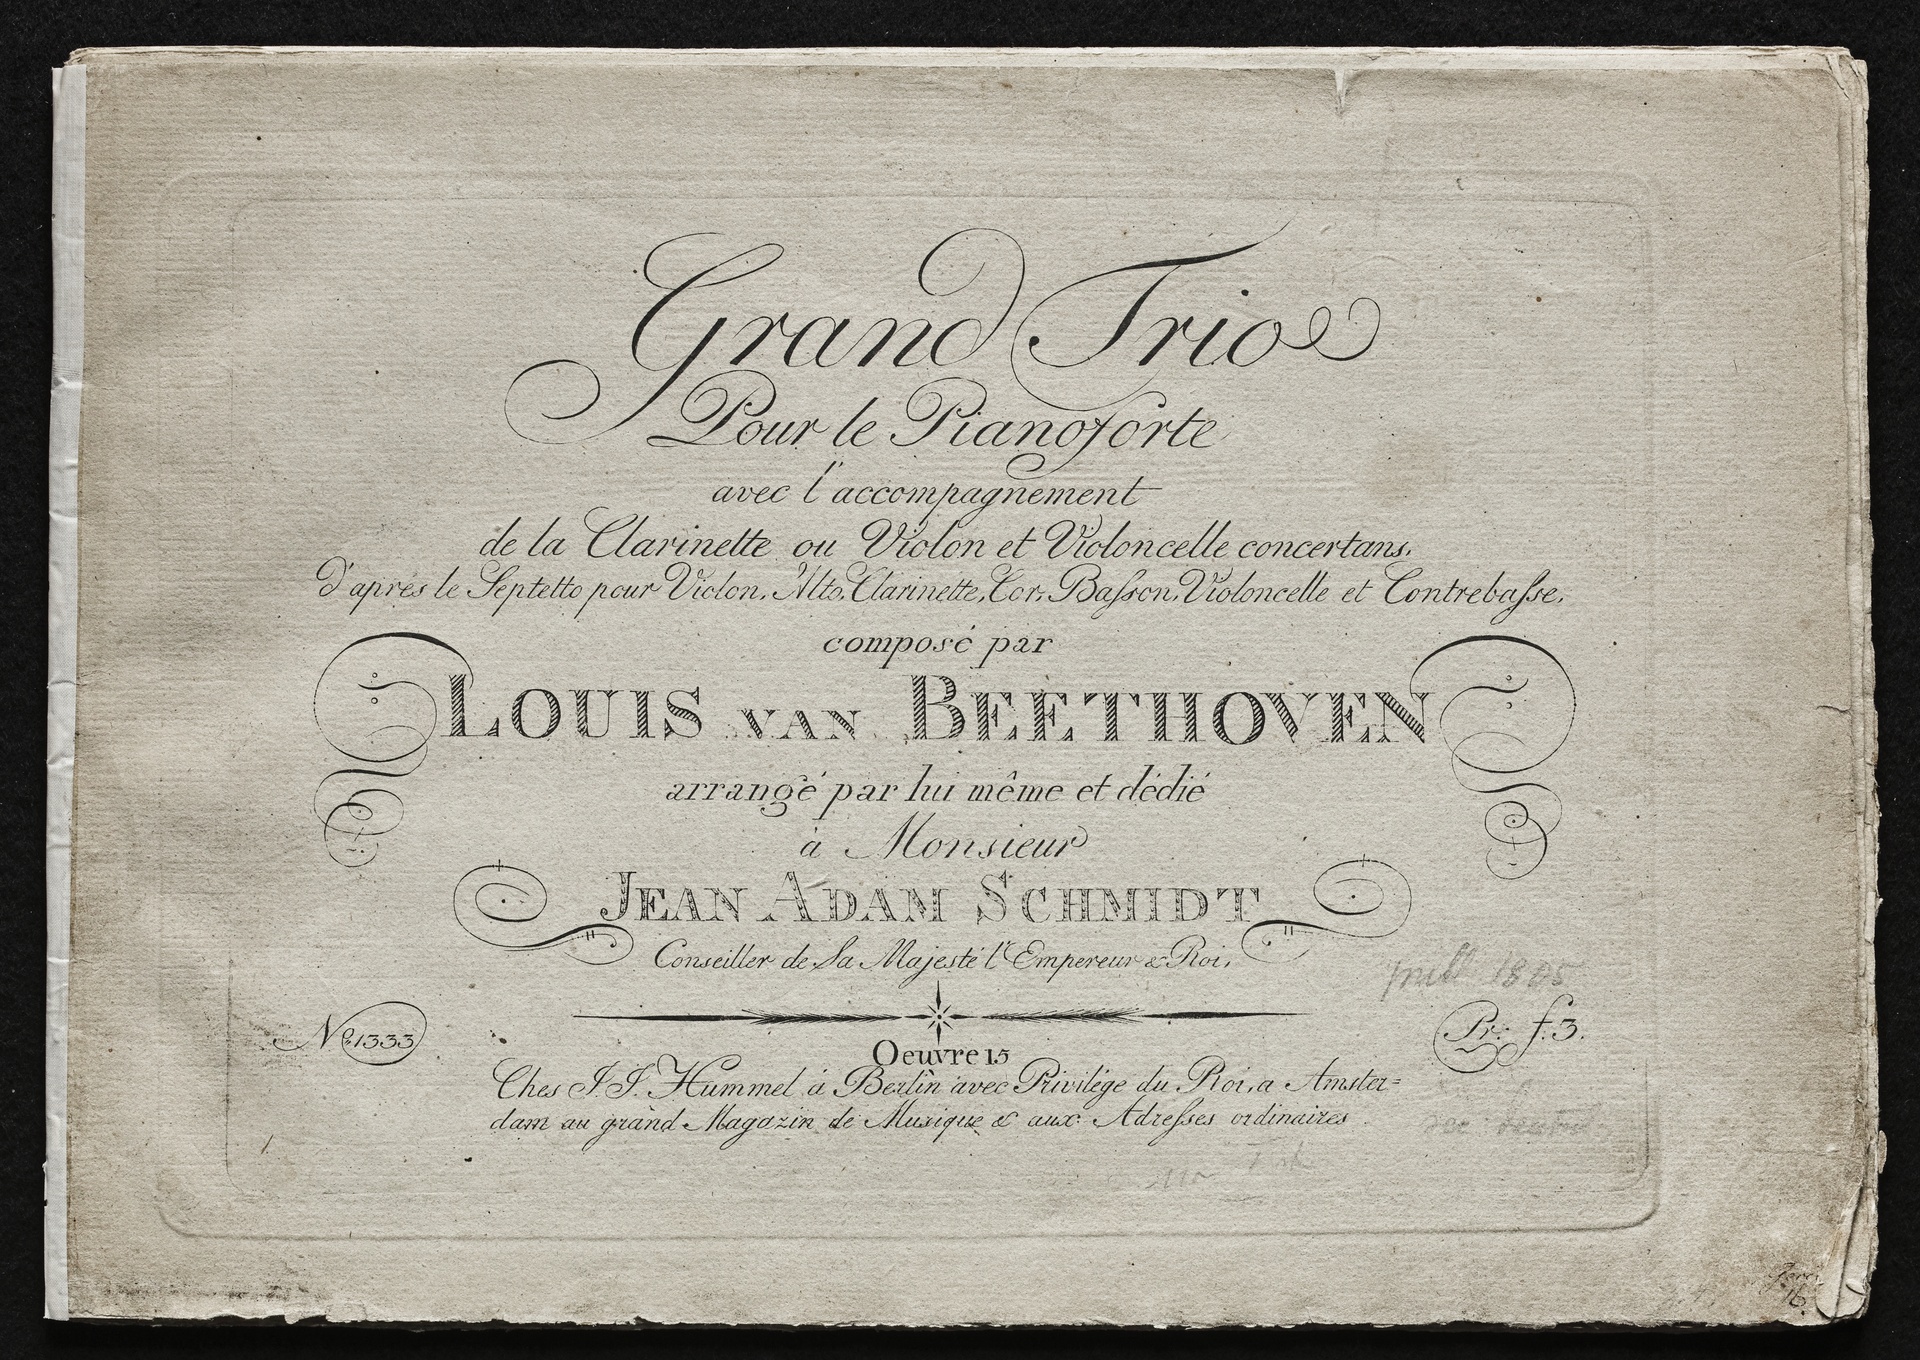 Grand Trio
Pour le Pianoforte
avec l'accompagnement
de la Clarinette ou Violon et Violoncelle concertans.
D'aprés le Septetto pour Violon, Alto, Clarinette, Cor, Baſson, Violoncelle et Contrebaſse,
composé par
LOUIS VAN BEETHOVEN
arrangé par lui même et dédié
à Monsieur
JEAN ADAM SCHMIDT
Conseiller de Sa Majesté l'Empereur & Roi,
1805
No 1333
Pr: f. 3.
Oeuvre 15
Ches J. J. Hummel à Berlin avec Privilége du Roi, a Amster=
dam au grand Magazin de Musique & aux Adreſses ordinaires
16.